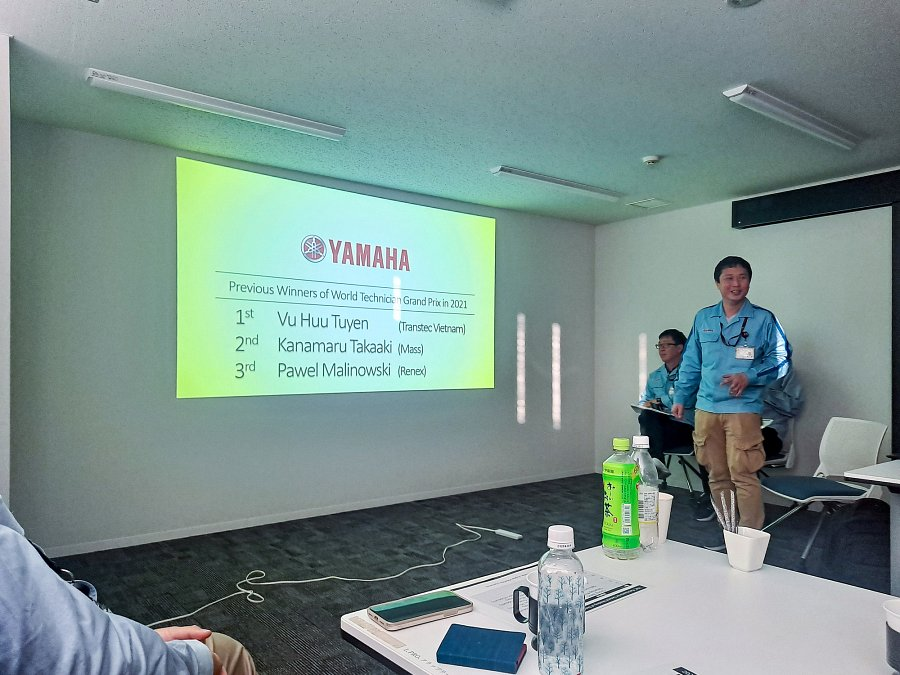 YAMAHA
Previous Winners of World Technician Grand Prix in 2021
1st Vu Huu Tuyen (Transtec Vietnam)
2nd Kanamaru Takaaki (Mass)
3rd Pawel Malinowski (Renex)